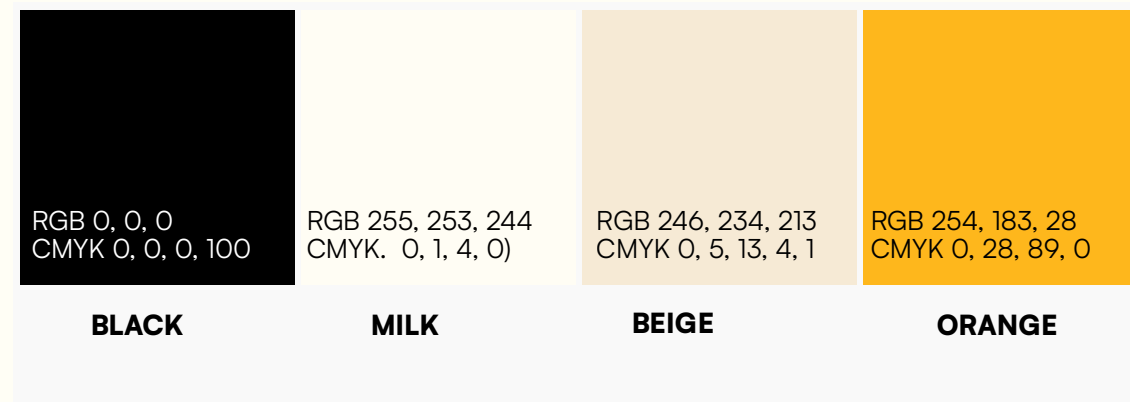 RGB 0, 0, 0
CMYK 0, 0, 0, 100
BLACK
RGB 255, 253, 244
CMYK.  0, 1, 4, 0)
MILK
RGB 246, 234, 213
CMYK 0, 5, 13, 4, 1
BEIGE
RGB 254, 183, 28
CMYK 0, 28, 89, 0
ORANGE